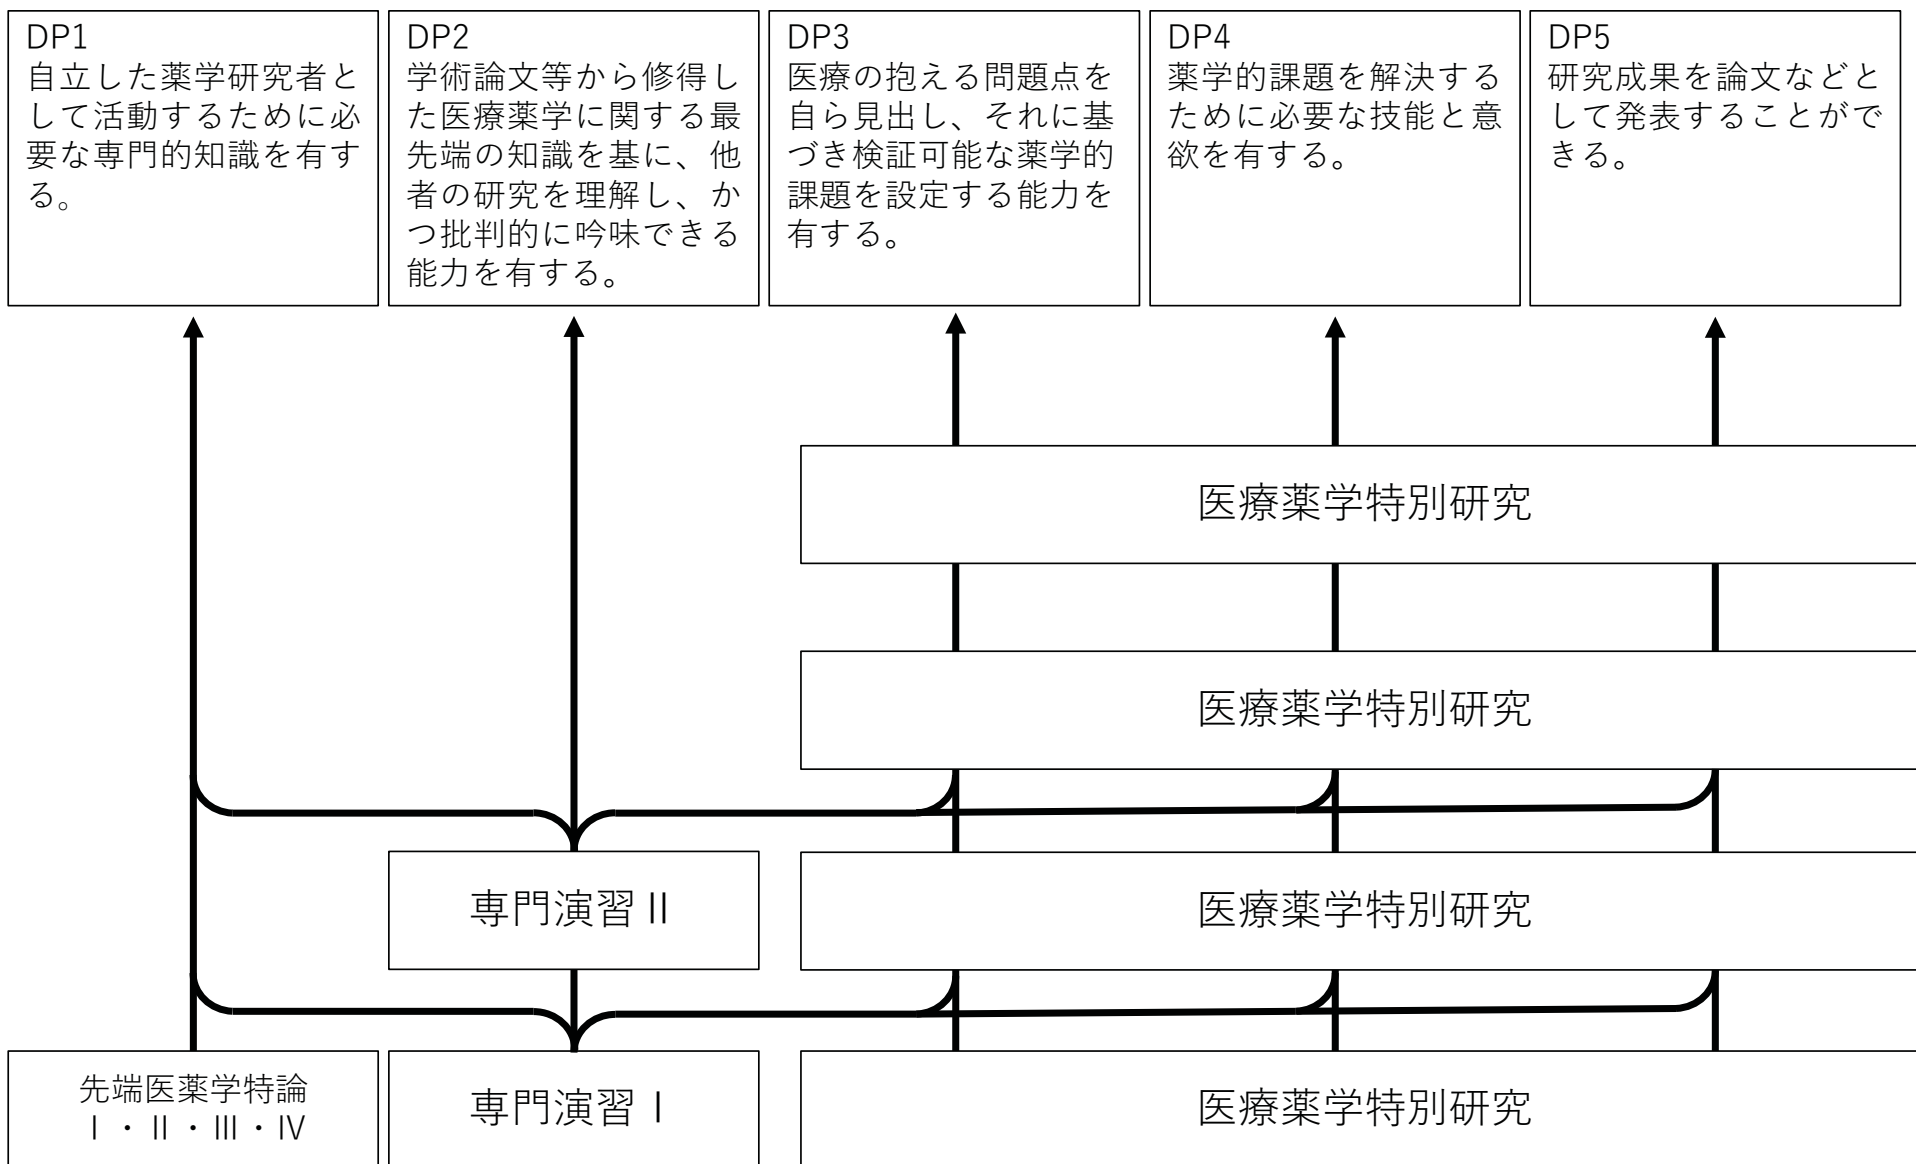 DP1
自立した薬学研究者と
して活動するために必
要な専門的知識を有す
る。
DP2
学術論文等から修得し
た医療薬学に関する最
先端の知識を基に、他
者の研究を理解し、か
つ批判的に吟味できる
能力を有する。
DP3
医療の抱える問題点を
自ら見出し、それに基
づき検証可能な薬学的
課題を設定する能力を
有する。
DP4
薬学的課題を解決する
ために必要な技能と意
欲を有する。
DP5
研究成果を論文などと
して発表することがで
きる。
医療薬学特別研究
医療薬学特別研究
専門演習Ⅱ
医療薬学特別研究
先端医薬学特論
Ⅰ・Ⅱ・Ⅲ・Ⅳ
専門演習Ⅰ
医療薬学特別研究